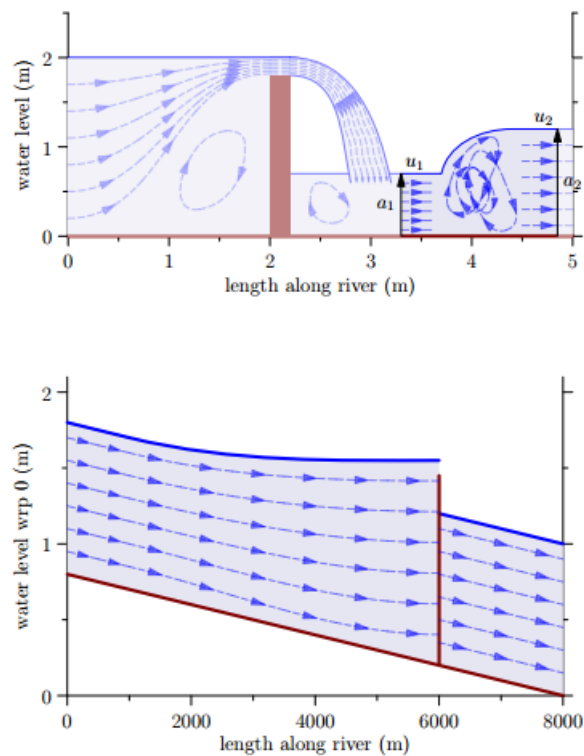 water level (m)
2
1
0
u₁
u₂
a₁
a₂
0 1 2 3 4 5
length along river (m)
water level wrp 0 (m)
2
1
0
0 2000 4000 6000 8000
length along river (m)